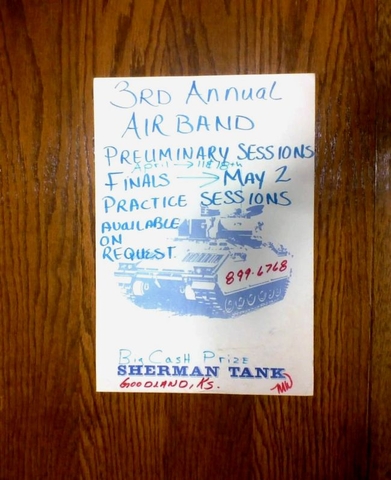 3RD Annual
AIR BAND
PRELIMINARY SESSIONS
April → 11&18th
FINALS → MAY 2
PRACTICE SESSIONS
AVAILABLE
ON
REQUEST
899-6768
Big Cash Prize
SHERMAN TANK
GOODLAND, KS.
MW